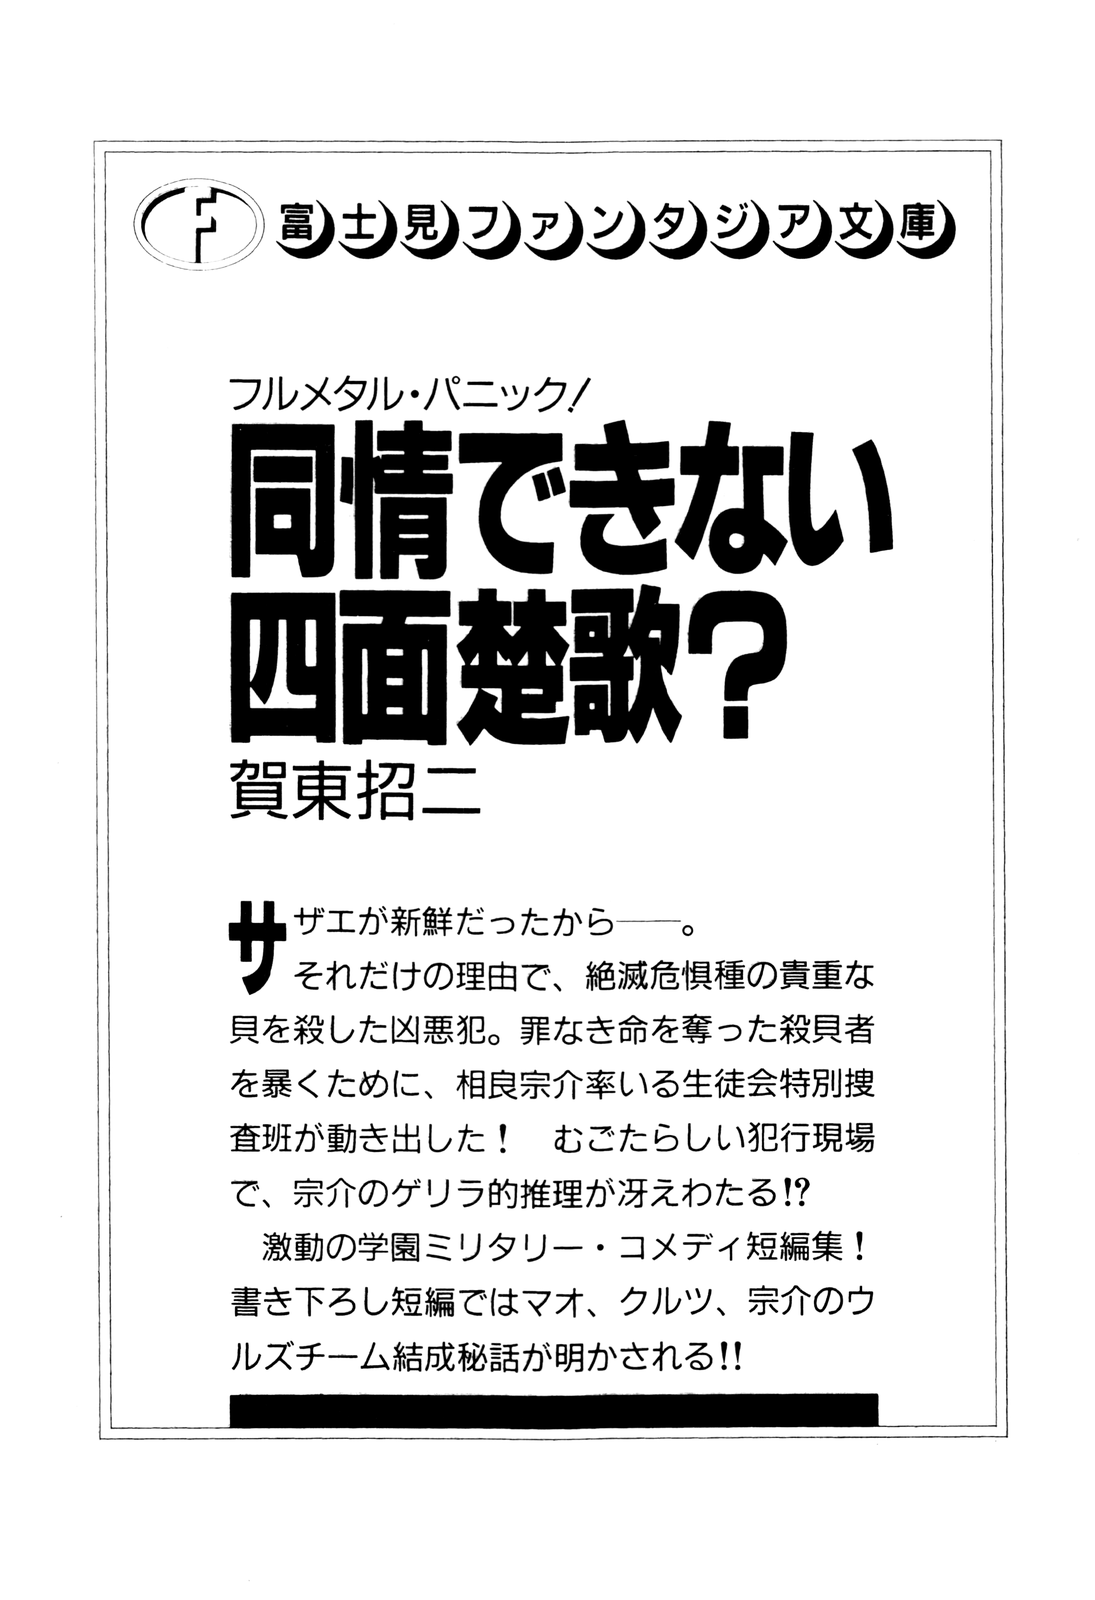 富士見ファンタジア文庫
フルメタル・パニック!
同情できない
四面楚歌?
賀東招二
サザエが新鮮だったから――。
それだけの理由で、絶滅危惧種の貴重な
貝を殺した凶悪犯。罪なき命を奪った殺貝者
を暴くために、相良宗介率いる生徒会特別捜
査班が動き出した！　むごたらしい犯行現場
で、宗介のゲリラ的推理が冴えわたる!?
　激動の学園ミリタリー・コメディ短編集！
書き下ろし短編ではマオ、クルツ、宗介のウ
ルズチーム結成秘話が明かされる!!